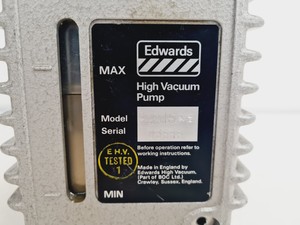 Edwards
MAX
High Vacuum
Pump
Model
Serial
Before operation refer to
working instructions.
E.H.V.
TESTED
1
Made in England by
Edwards High Vacuum,
(Part of BOC Ltd.)
Crawley, Sussex, England.
MIN